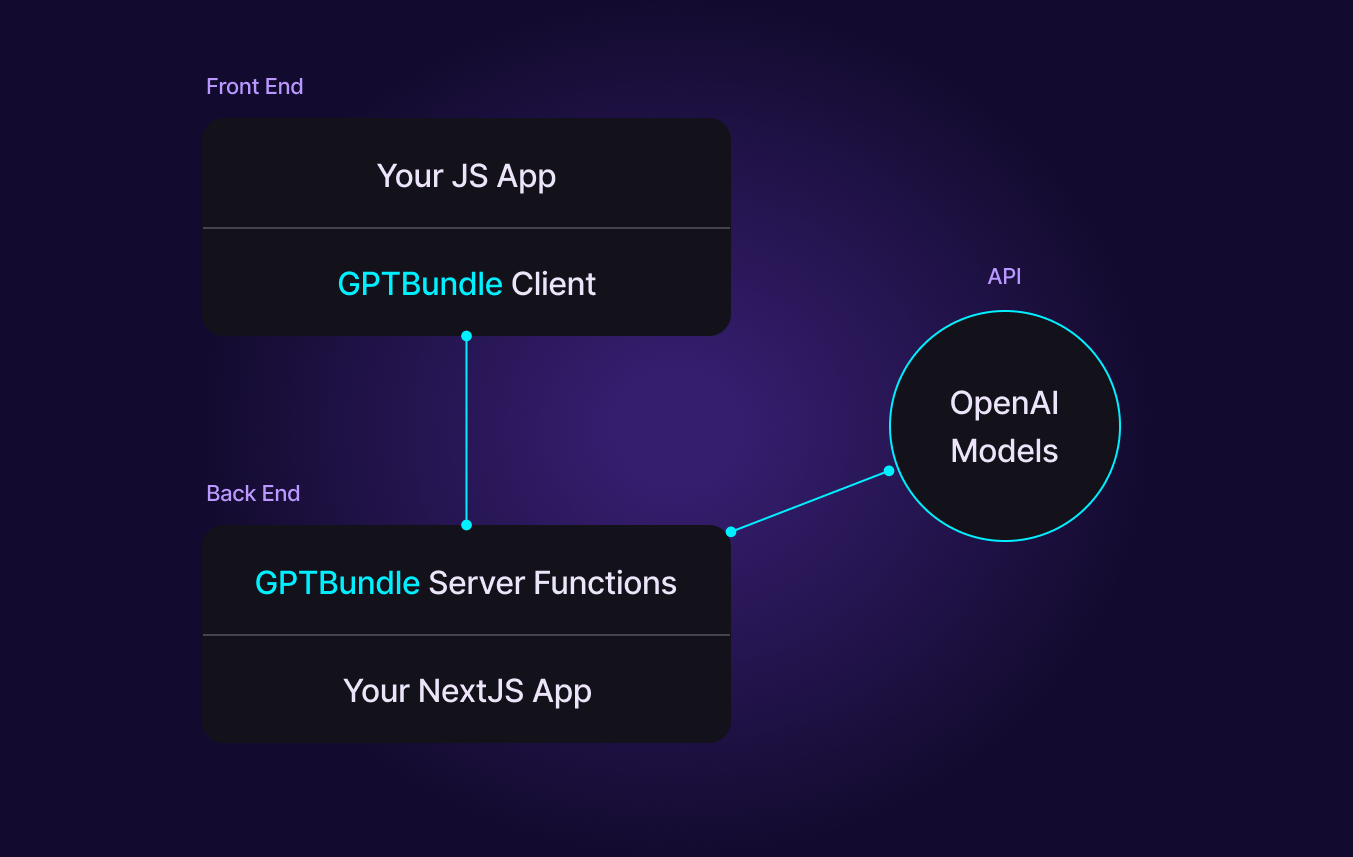 Front End
Your JS App
GPTBundle Client
API
OpenAI
Models
Back End
GPTBundle Server Functions
Your NextJS App